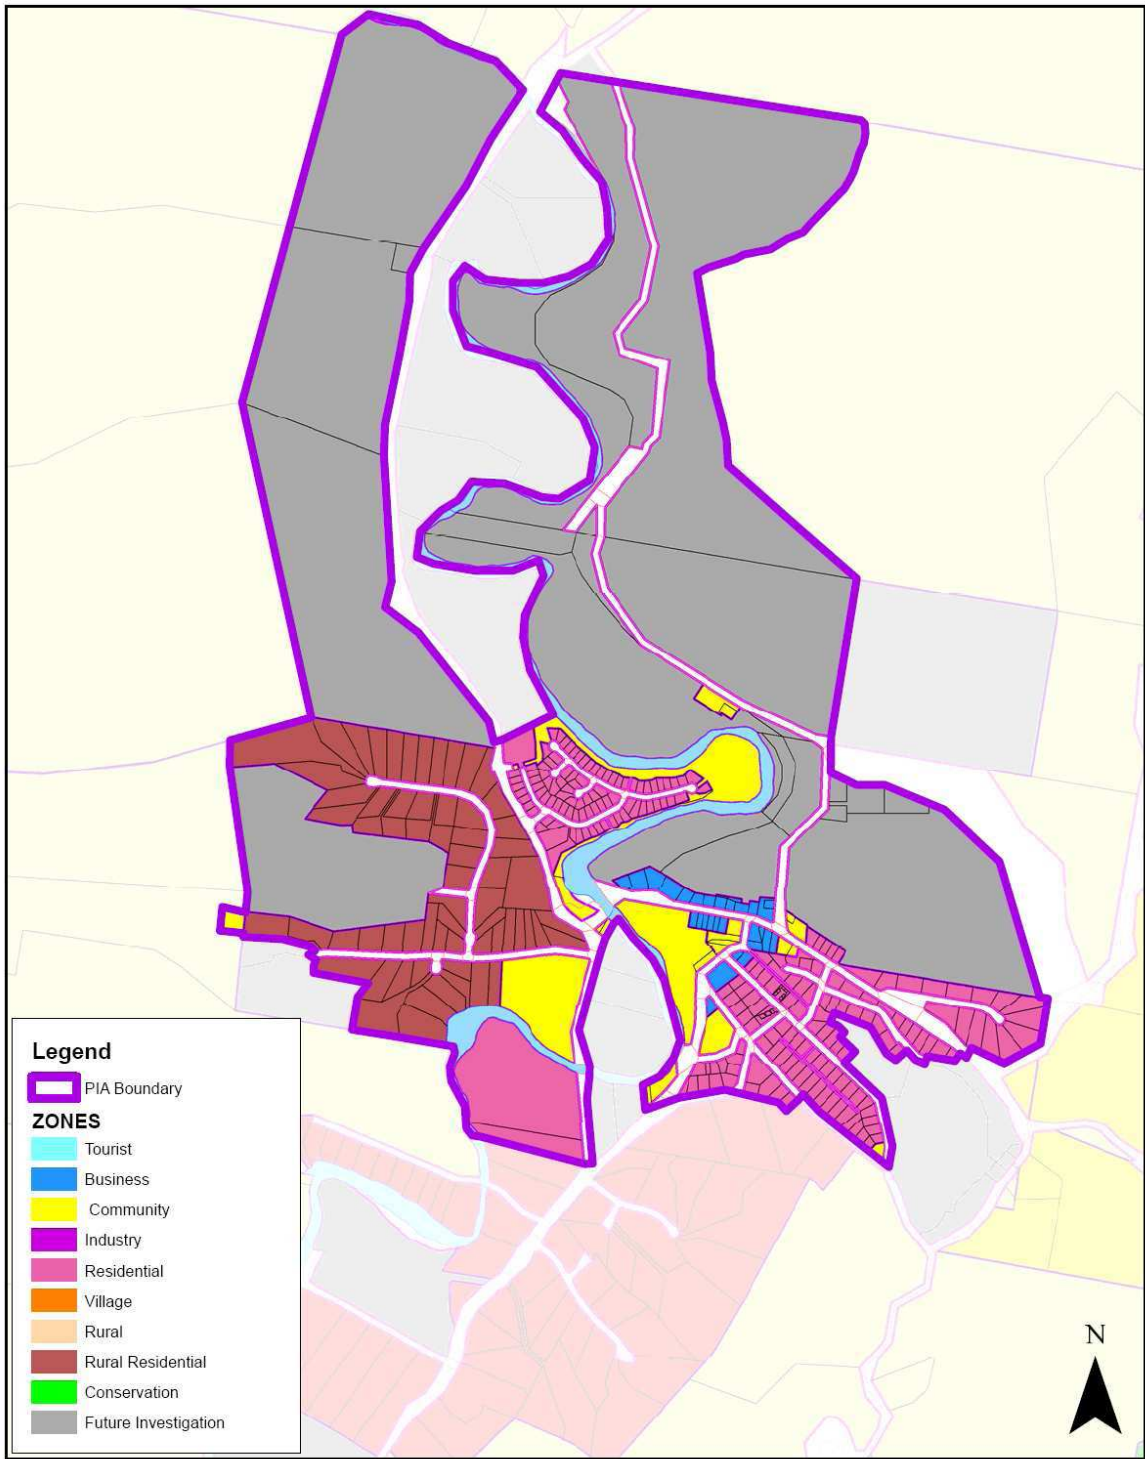 Legend
PIA Boundary
ZONES
Tourist
Business
Community
Industry
Residential
Village
Rural
Rural Residential
Conservation
Future Investigation
N